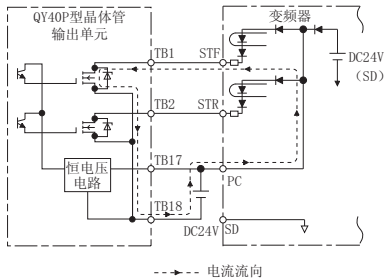 QY40P型晶体管
输出单元
变频器
TB1
STF
DC24V
(SD)
TB2
STR
恒电压
电路
TB17
PC
TB18
DC24V
SD
电流流向